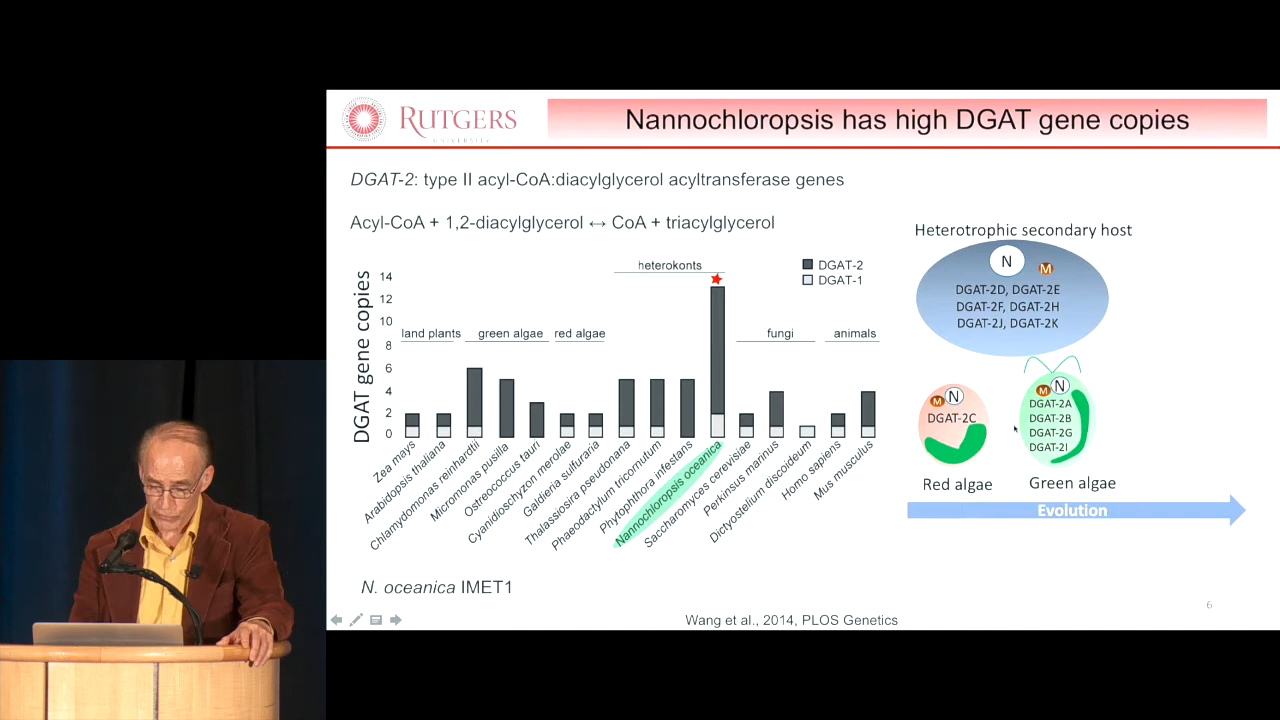 RUTGERS
UNIVERSITY
Nannochloropsis has high DGAT gene copies
DGAT-2: type II acyl-CoA:diacylglycerol acyltransferase genes
Acyl-CoA + 1,2-diacylglycerol ↔ CoA + triacylglycerol
DGAT gene copies
14
12
10
8
6
4
2
0
land plants
green algae
red algae
heterokonts
fungi
animals
DGAT-2
DGAT-1
Zea mays
Arabidopsis thaliana
Chlamydomonas reinhardtii
Micromonas pusilla
Ostreococcus tauri
Cyanidioschyzon merolae
Galdieria sulfuraria
Thalassiosira pseudonana
Phaeodactylum tricornutum
Phytophthora infestans
Nannochloropsis oceanica
Saccharomyces cerevisiae
Perkinsus marinus
Dictyostelium discoideum
Homo sapiens
Mus musculus
Heterotrophic secondary host
N
M
DGAT-2D, DGAT-2E
DGAT-2F, DGAT-2H
DGAT-2J, DGAT-2K
M N
DGAT-2C
Red algae
M N
DGAT-2A
DGAT-2B
DGAT-2G
DGAT-2I
Green algae
Evolution
N. oceanica IMET1
Wang et al., 2014, PLOS Genetics
6